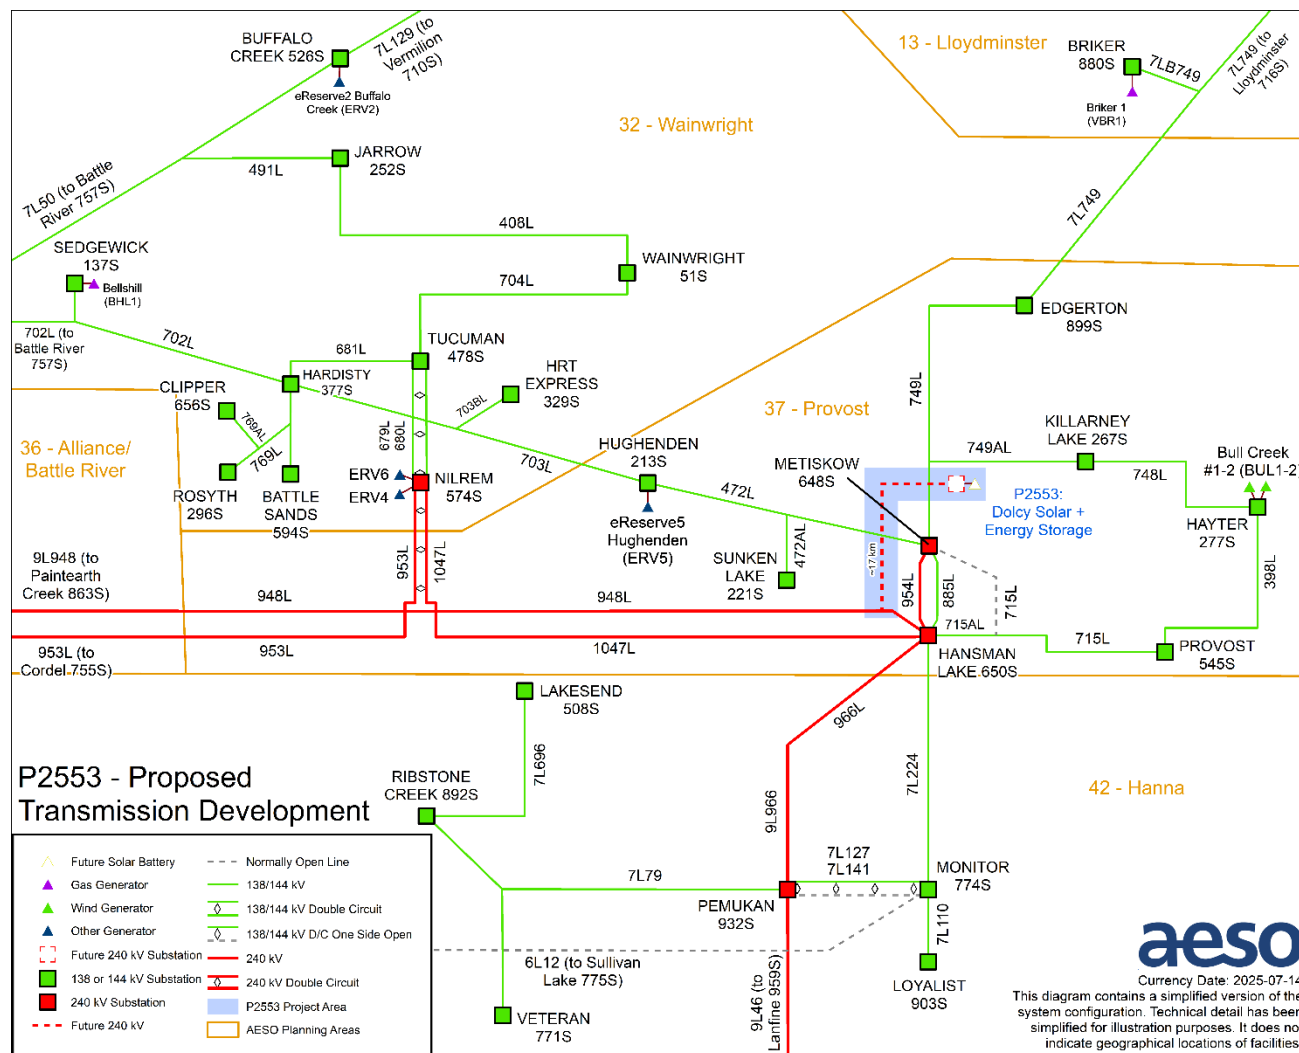 BUFFALO
CREEK 526S
7L129 (to
Vermilion
710S)
eReserve2 Buffalo
Creek (ERV2)
13 - Lloydminster
BRIKER
880S
7LB749
7L749 (to
Lloydminster
716S)
Briker 1
(VBR1)
32 - Wainwright
JARROW
252S
491L
7L50 (to Battle
River 757S)
408L
7L749
SEDGEWICK
137S
Bellshill
(BHL1)
WAINWRIGHT
51S
704L
EDGERTON
899S
702L (to
Battle River
757S)
702L
681L
TUCUMAN
478S
HARDISTY
377S
HRT
EXPRESS
329S
703BL
CLIPPER
656S
769AL
769L
679L
680L
749L
37 - Provost
36 - Alliance/
Battle River
HUGHENDEN
213S
703L
METISKOW
648S
KILLARNEY
LAKE 267S
749AL
748L
Bull Creek
#1-2 (BUL1-2)
ROSYTH
296S
BATTLE
SANDS
594S
ERV6
ERV4
NILREM
574S
472L
eReserve5
Hughenden
(ERV5)
P2553:
Dolcy Solar +
Energy Storage
HAYTER
277S
9L948 (to
Paintearth
Creek 863S)
953L
1047L
SUNKEN
LAKE
221S
472AL
~17 km
954L
885L
715L
398L
948L
948L
715AL
715L
953L (to
Cordel 755S)
953L
1047L
HANSMAN
LAKE 650S
PROVOST
545S
LAKESEND
508S
966L
7L696
7L224
P2553 - Proposed
Transmission Development
RIBSTONE
CREEK 892S
9L966
42 - Hanna
Future Solar Battery
Gas Generator
Wind Generator
Other Generator
Future 240 kV Substation
138 or 144 kV Substation
240 kV Substation
Future 240 kV
Normally Open Line
138/144 kV
138/144 kV Double Circuit
138/144 kV D/C One Side Open
240 kV
240 kV Double Circuit
P2553 Project Area
AESO Planning Areas
7L79
7L127
7L141
MONITOR
774S
PEMUKAN
932S
7L110
6L12 (to Sullivan
Lake 775S)
9L46 (to
Lanfine 959S)
LOYALIST
903S
VETERAN
771S
aeso
Currency Date: 2025-07-14
This diagram contains a simplified version of the
system configuration. Technical detail has been
simplified for illustration purposes. It does no
indicate geographical locations of facilities